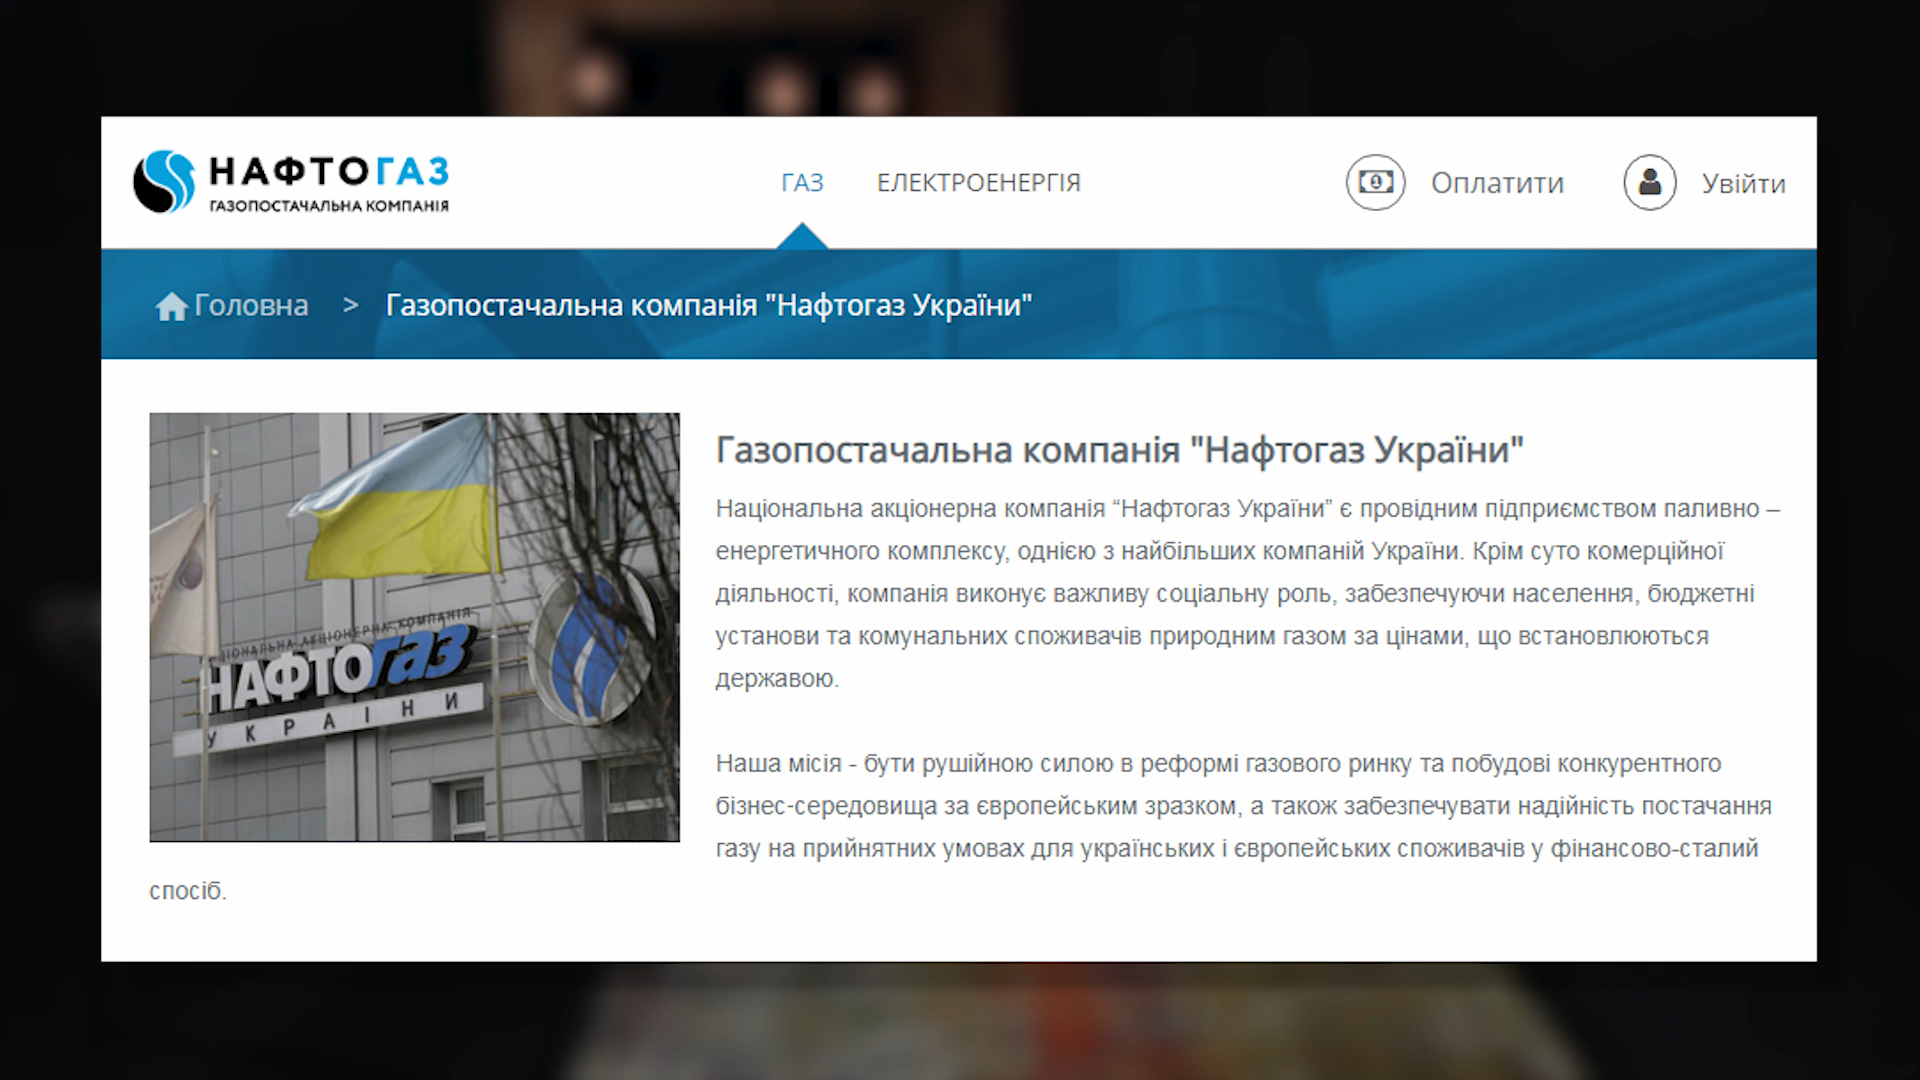 НАФТОГАЗ
ГАЗОПОСТАЧАЛЬНА КОМПАНІЯ
ГАЗ
ЕЛЕКТРОЕНЕРГІЯ
Оплатити
Увійти
Головна > Газопостачальна компанія "Нафтогаз України"
АКЦІОНЕРНА КОМПАНІЯ
НАФТОгаз
УКРАІНИ
Газопостачальна компанія "Нафтогаз України"
Національна акціонерна компанія “Нафтогаз України” є провідним підприємством паливно –
енергетичного комплексу, однією з найбільших компаній України. Крім суто комерційної
діяльності, компанія виконує важливу соціальну роль, забезпечуючи населення, бюджетні
установи та комунальних споживачів природним газом за цінами, що встановлюються
державою.
Наша місія - бути рушійною силою в реформі газового ринку та побудові конкурентного
бізнес-середовища за європейським зразком, а також забезпечувати надійність постачання
газу на прийнятних умовах для українських і європейських споживачів у фінансово-сталий
спосіб.